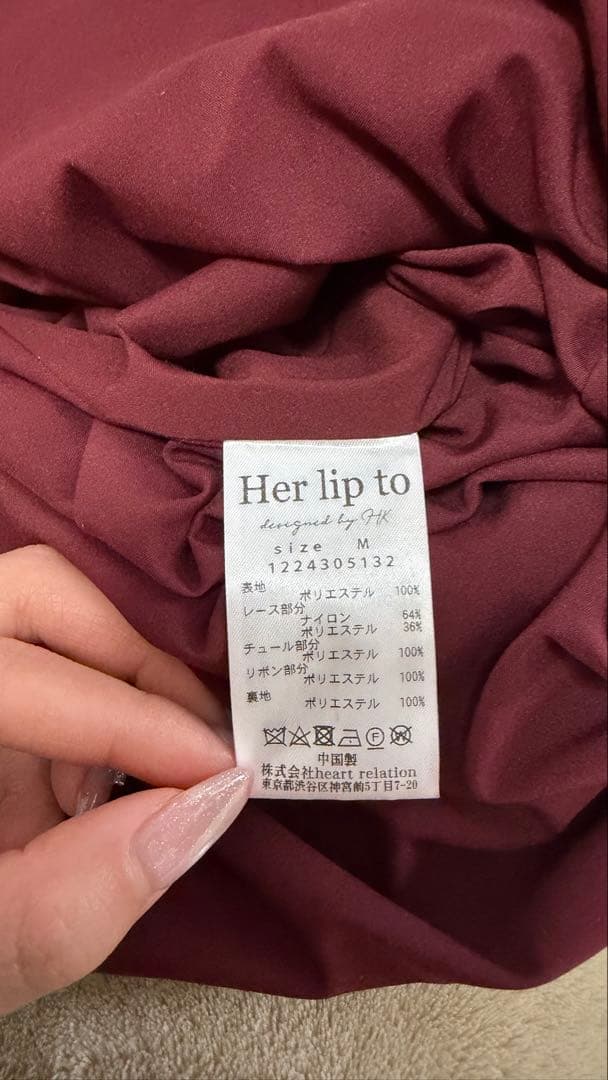 Her lip to
designed by HK
size M
1224305132
表地 ポリエステル 100%
レース部分 ナイロン 64%
ポリエステル 36%
チュール部分 ポリエステル 100%
リボン部分 ポリエステル 100%
裏地 ポリエステル 100%
中国製
株式会社heart relation
東京都渋谷区神宮前5丁目7-20